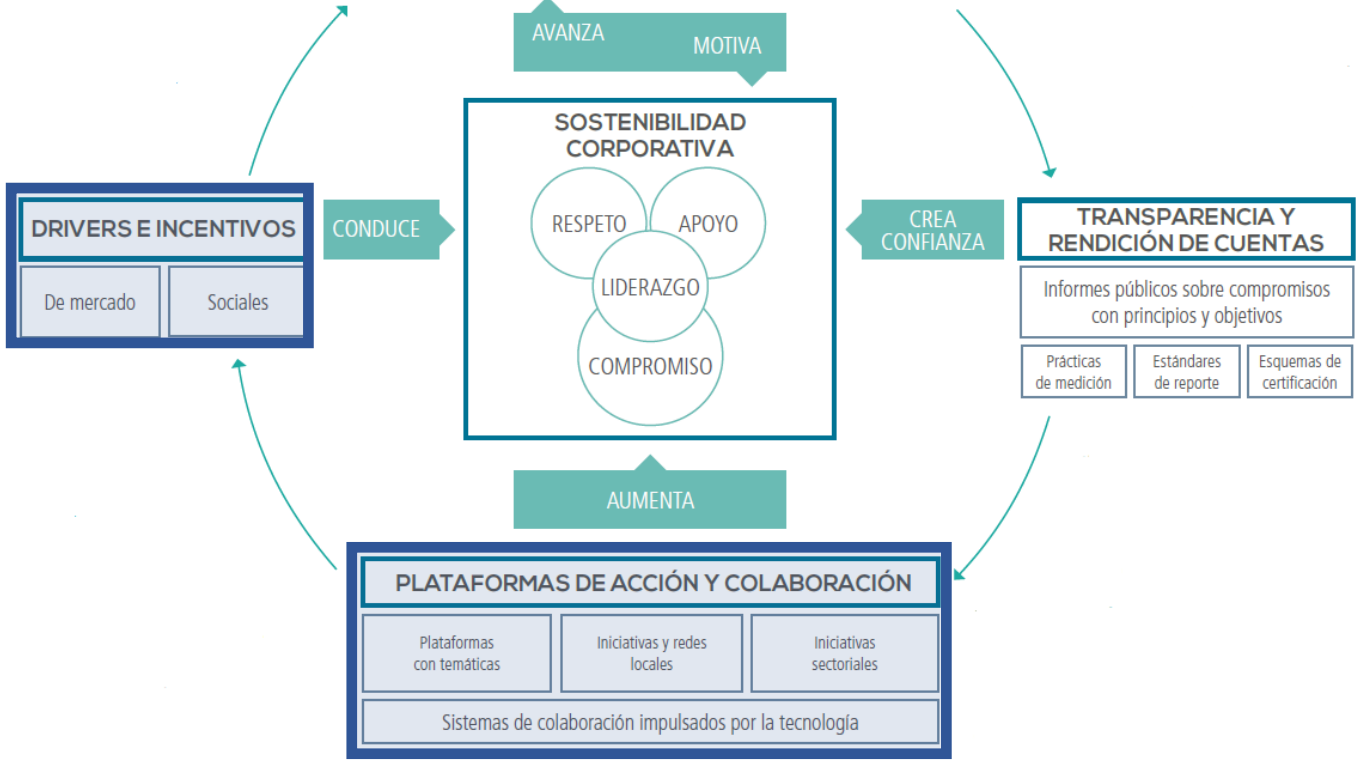 AVANZA
MOTIVA
SOSTENIBILIDAD
CORPORATIVA
RESPETO
APOYO
LIDERAZGO
COMPROMISO
DRIVERS E INCENTIVOS
De mercado
Sociales
CONDUCE
CREA
CONFIANZA
TRANSPARENCIA Y
RENDICIÓN DE CUENTAS
Informes públicos sobre compromisos
con principios y objetivos
Prácticas
de medición
Estándares
de reporte
Esquemas de
certificación
AUMENTA
PLATAFORMAS DE ACCIÓN Y COLABORACIÓN
Plataformas
con temáticas
Iniciativas y redes
locales
Iniciativas
sectoriales
Sistemas de colaboración impulsados por la tecnología